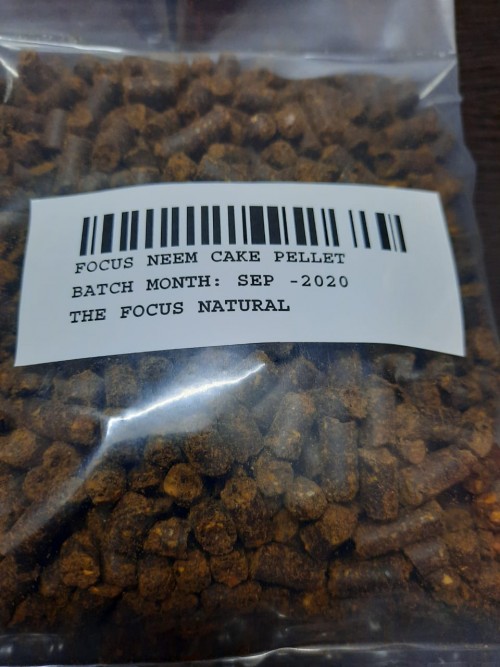 FOCUS NEEM CAKE PELLET
BATCH MONTH: SEP -2020
THE FOCUS NATURAL